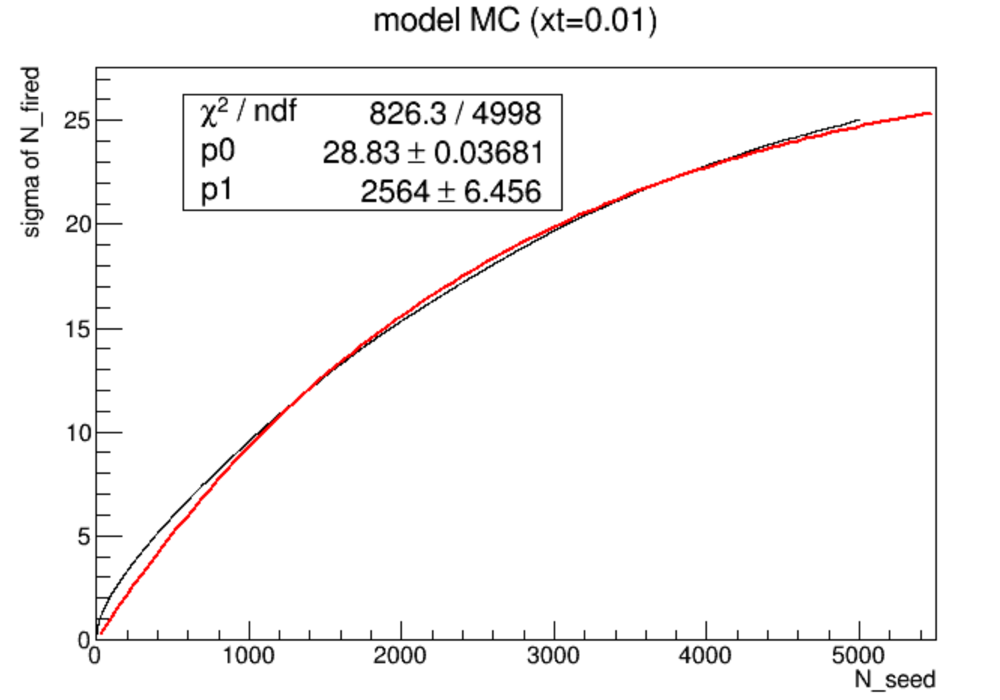 model MC (xt=0.01)
sigma of N_fired
χ² / ndf 826.3 / 4998
p0 28.83 ± 0.03681
p1 2564 ± 6.456
25
20
15
10
5
0
0 1000 2000 3000 4000 5000
N_seed